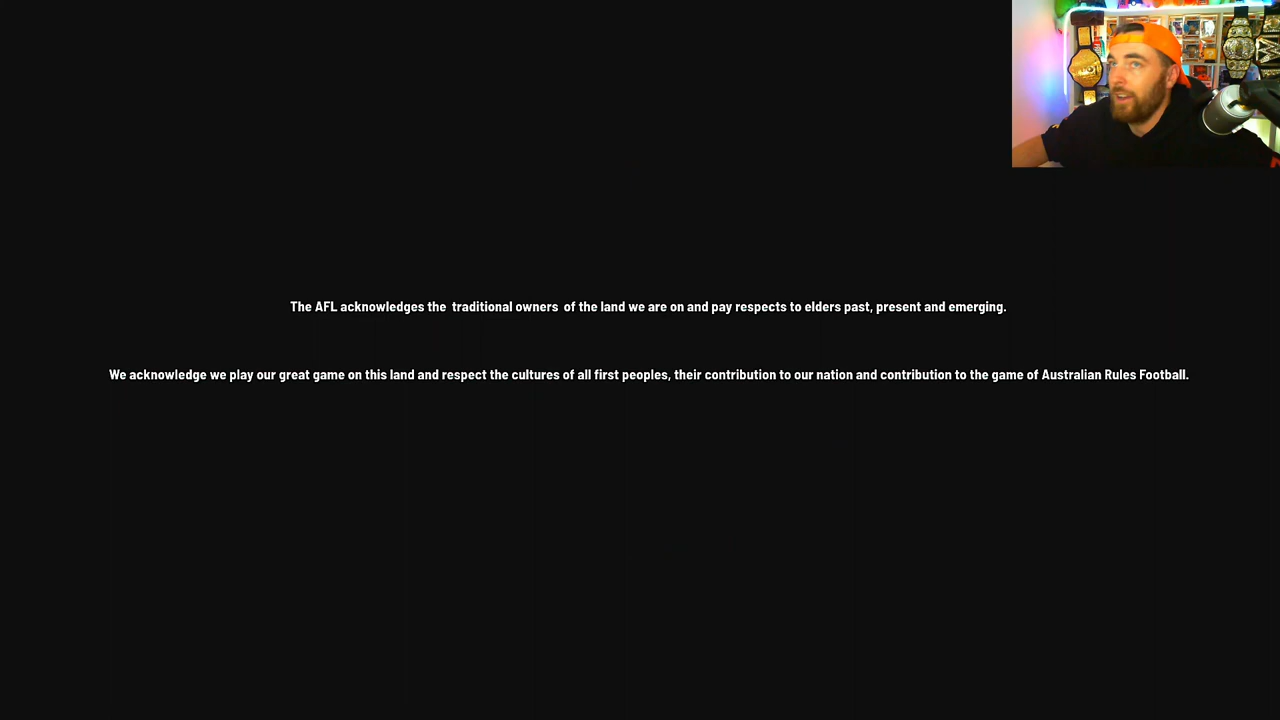 The AFL acknowledges the traditional owners of the land we are on and pay respects to elders past, present and emerging.
We acknowledge we play our great game on this land and respect the cultures of all first peoples, their contribution to our nation and contribution to the game of Australian Rules Football.